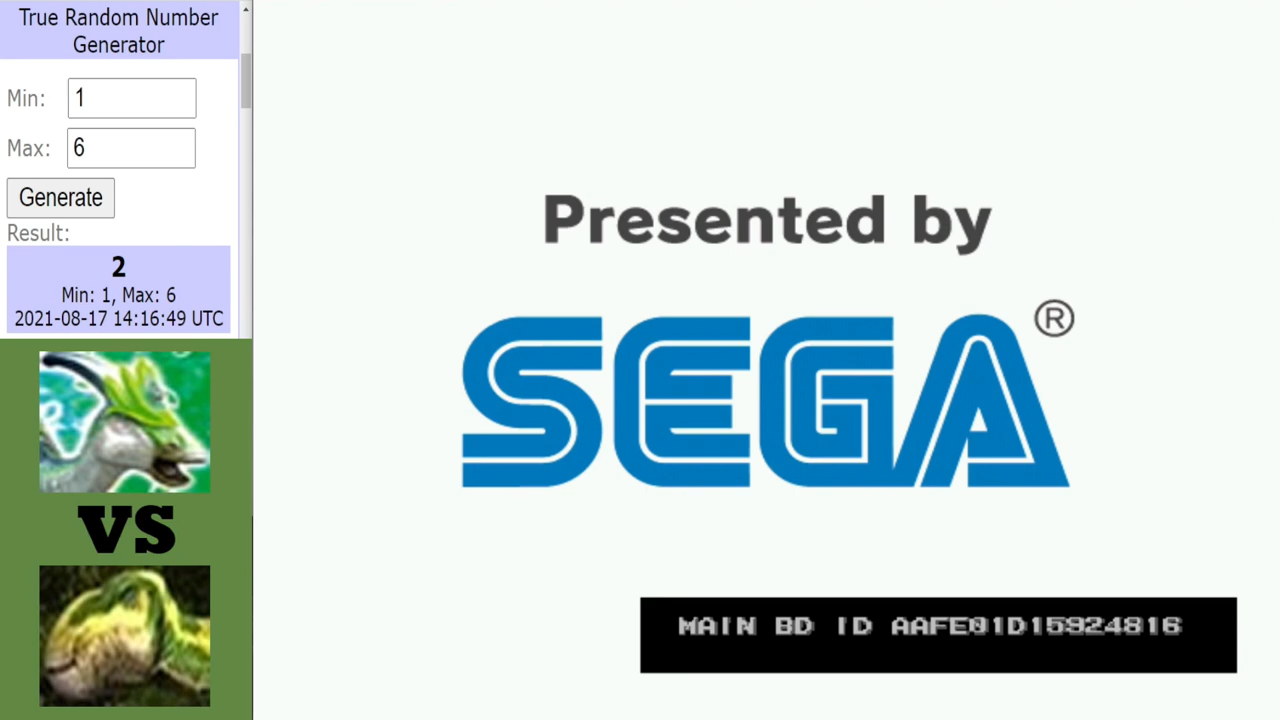 True Random Number
Generator
Min: 1
Max: 6
Generate
Result:
2
Min: 1, Max: 6
2021-08-17 14:16:49 UTC
VS
Presented by
SEGA®
MAIN BD ID AAFE01D15924816